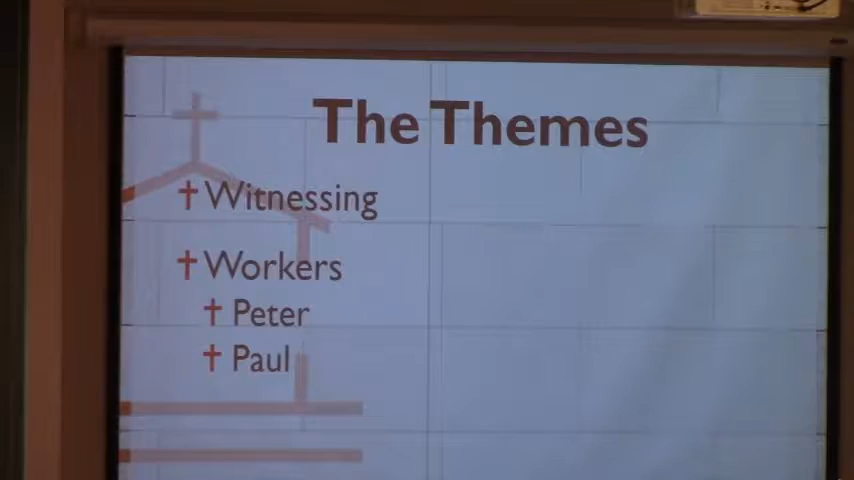 The Themes
✝Witnessing
✝Workers
✝Peter
✝Paul